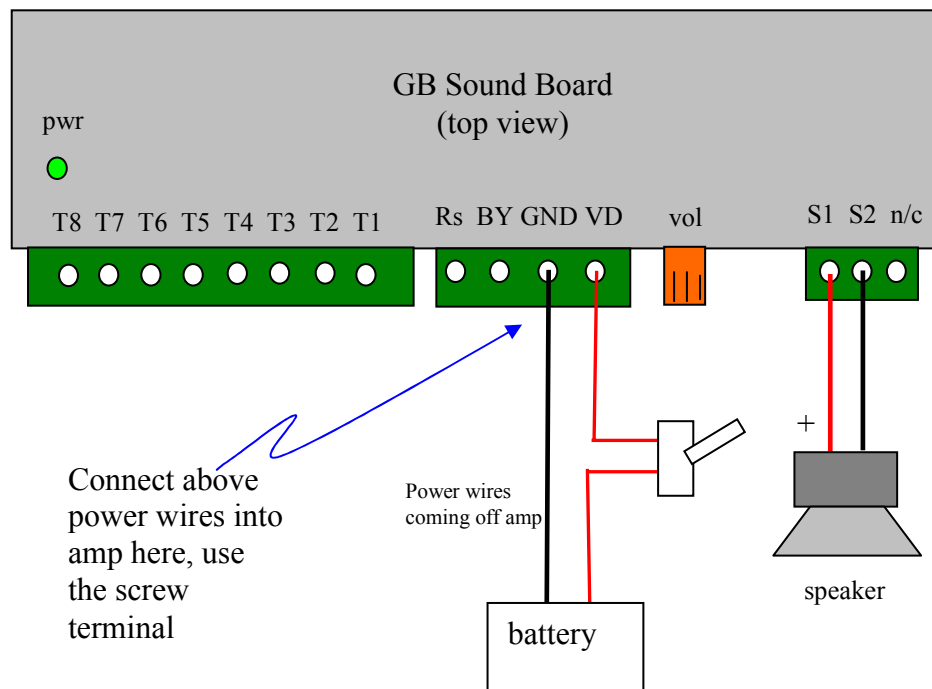 GB Sound Board
(top view)
pwr
T8 T7 T6 T5 T4 T3 T2 T1
Rs BY GND VD
vol
S1 S2 n/c
+
Connect above
power wires into
amp here, use
the screw
terminal
Power wires
coming off amp
speaker
battery